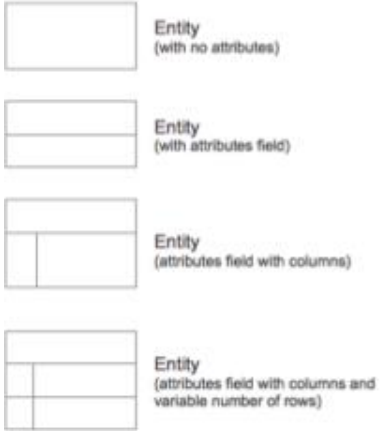 Entity
(with no attributes)
Entity
(with attributes field)
Entity
(attributes field with columns)
Entity
(attributes field with columns and
variable number of rows)